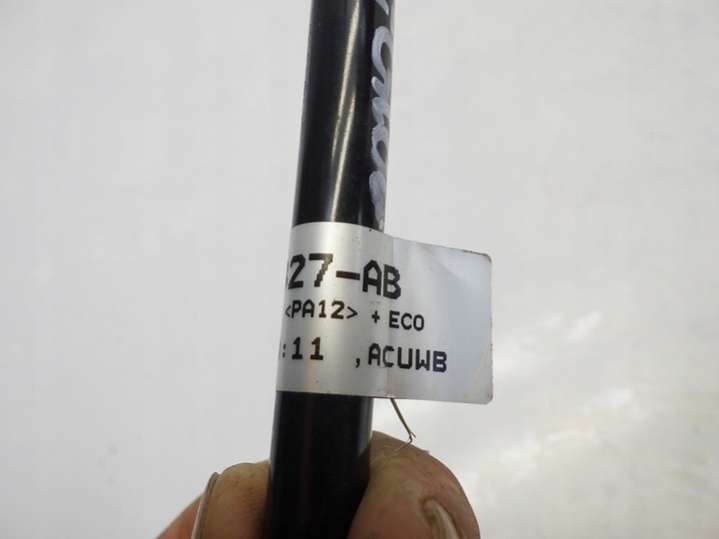 27-AB
<PA12> + ECO
:11 ,ACUWB